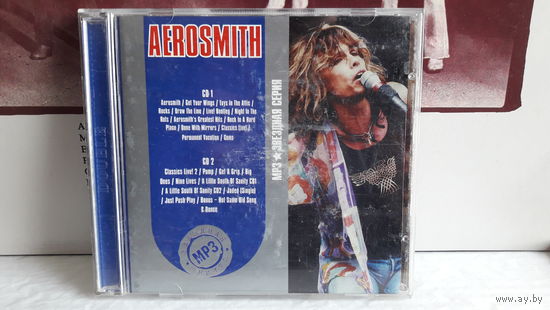 AEROSMITH
CD 1
Aerosmith / Get Your Wings / Toys In The Attic /
Rocks / Draw The Line / Live! Bootleg / Night In The
Ruts / Aerosmith's Greatest Hits / Rock In A Hard
Place / Done With Mirrors / Classics Live! /
Permanent Vacation / Gems
CD 2
Classics Live! 2 / Pump / Get A Grip / Big
Ones / Nine Lives / A Little South Of Sanity CD1
/ A Little South Of Sanity CD2 / Jaded (Single)
/ Just Push Play / Bonus - Not Same Old Song
& Dance
MP3
MP3★ЗВЕЗДНАЯ СЕРИЯ
www.ay.by